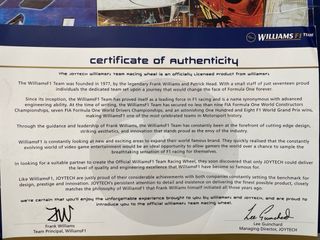 WILLIAMS F1 Team
Certificate of Authenticity
The JOYTECH WilliamsF1 Team Racing Wheel is an officially Licensed Product from WilliamsF1
The WilliamsF1 Team was founded in 1977, by the legendary Frank Williams and Patrick Head. With a small staff of just seventeen proud
individuals the dedicated team set upon a journey that would change the face of Formula One forever.
Since its inception, the WilliamsF1 Team has proved itself as a leading force in F1 racing and is a name synonymous with advanced
engineering ability. At the time of writing, the WilliamsF1 Team has secured no less than nine FIA Formula One World Constructors
Championships, seven FIA Formula One World Drivers Championships, and an astonishing One Hundred and Eight F1 World Grand Prix wins,
making WilliamsF1 one of the most celebrated teams in Motorsport history.
Through the guidance and leadership of Frank Williams, the WilliamsF1 Team has constantly been at the forefront of cutting edge design,
striking aesthetics, and innovation that stands proud as the envy of the industry.
WilliamsF1 is constantly looking at new and exciting areas to expand their world famous brand. They quickly realised that the constantly
evolving world of video game entertainment would be an ideal opportunity to allow gamers the world over a chance to sample the
breathtaking sensation of F1 racing for themselves.
In looking for a suitable partner to create the Official WilliamsF1 Team Racing Wheel, they soon discovered that only JOYTECH could deliver
the level of quality and engineering excellence that WilliamsF1 have become so famous for.
Like WilliamsF1, JOYTECH are justly proud of their considerable achievements with both companies constantly setting the benchmark for
design, prestige and innovation. JOYTECH's persistent attention to detail and insistence on delivering the finest possible product, closely
matches the philosophy of WilliamsF1 that Frank Williams himself initiated all those years ago.
We're certain that you'll enjoy the unforgettable experience brought to you by WilliamsF1 and JOYTECH, and are proud to
introduce you to the official WilliamsF1 Team Racing Wheel.
Frank Williams
Team Principal, WilliamsF1
Lee Guinchard
Lee Guinchard
Managing Director, JOYTECH